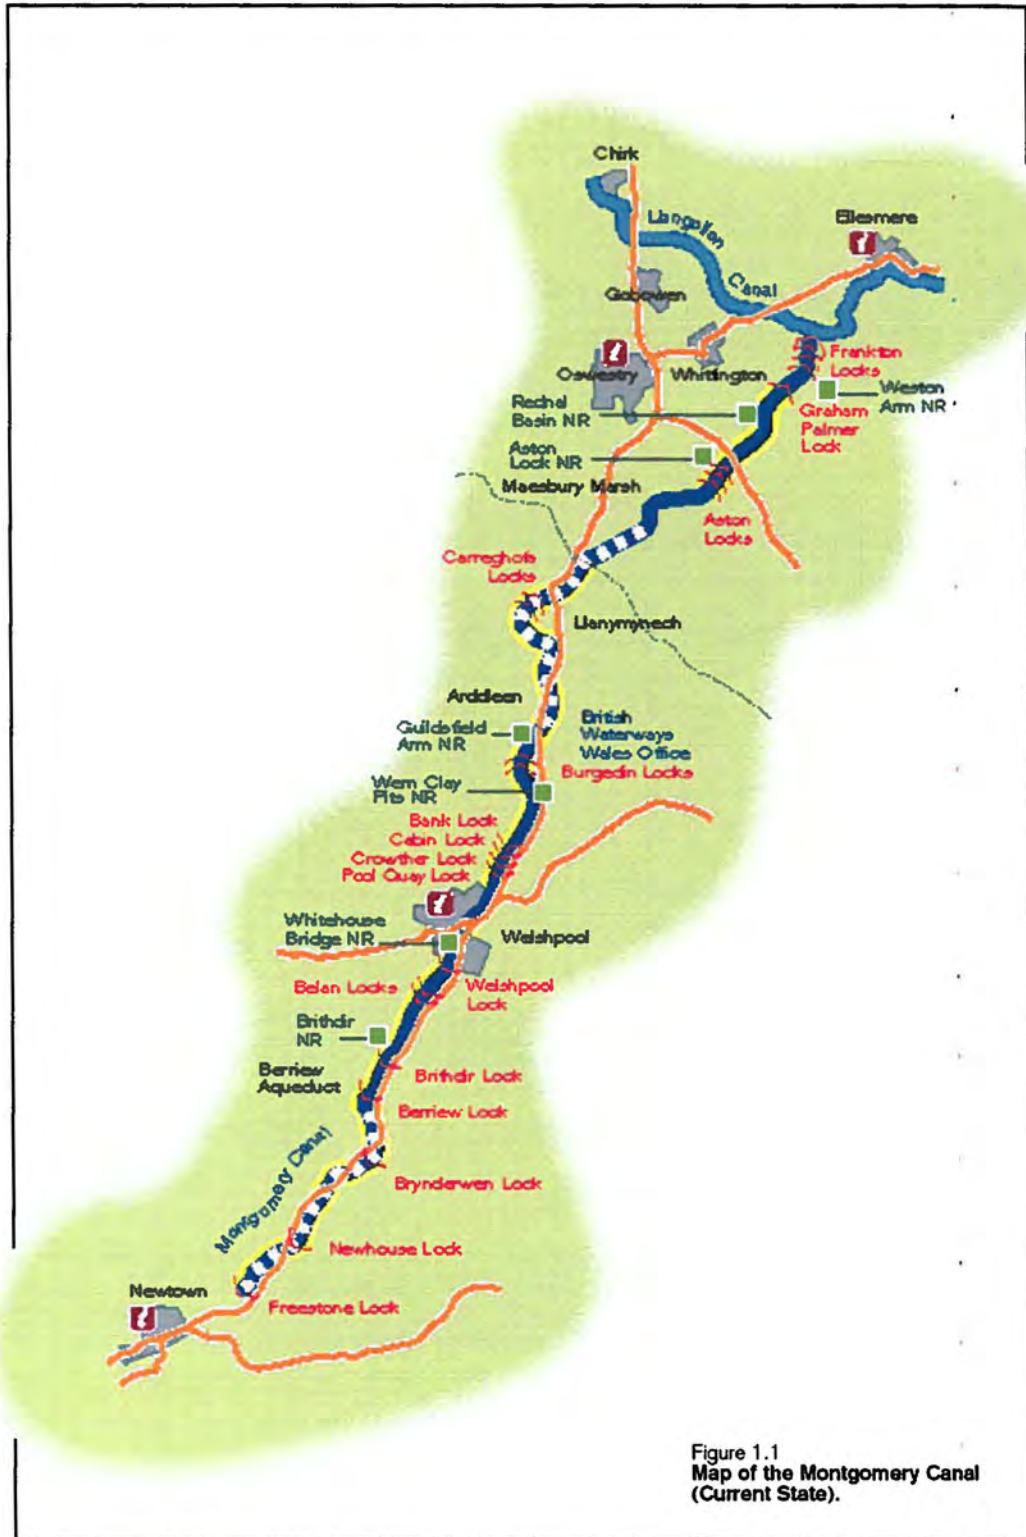 Chirk
Llangollen
Canal
Ellesmere
Gobowen
Frankton
Locks
Oswestry
Whittington
Weston
Arm NR
Rednal
Basin NR
Graham
Palmer
Lock
Aston
Lock NR
Maesbury Marsh
Aston
Locks
Carreghofa
Locks
Llanymynech
Arddleen
Guilsfield
Arm NR
British
Waterways
Wales Office
Burgedin Locks
Wern Clay
Pits NR
Bank Lock
Cabin Lock
Crowther Lock
Pool Quay Lock
Whitehouse
Bridge NR
Welshpool
Belan Locks
Welshpool
Lock
Brithdir
NR
Berriew
Aqueduct
Brithdir Lock
Berriew Lock
Montgomery Canal
Brynderwen Lock
Newhouse Lock
Newtown
Freestone Lock
Figure 1.1
Map of the Montgomery Canal
(Current State).